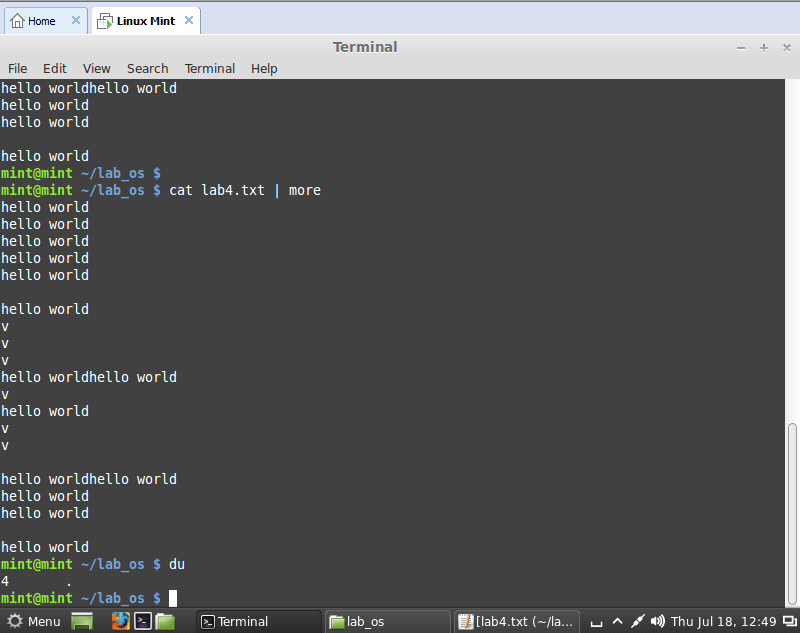 Home
Linux Mint
Terminal
File Edit View Search Terminal Help
hello worldhello world
hello world
hello world
hello world
mint@mint ~/lab_os $
mint@mint ~/lab_os $ cat lab4.txt | more
hello world
hello world
hello world
hello world
hello world
hello world
v
v
v
hello worldhello world
v
hello world
v
v
hello worldhello world
hello world
hello world
hello world
mint@mint ~/lab_os $ du
4 .
mint@mint ~/lab_os $
Menu Terminal lab_os [lab4.txt (~/la... Thu Jul 18, 12:49